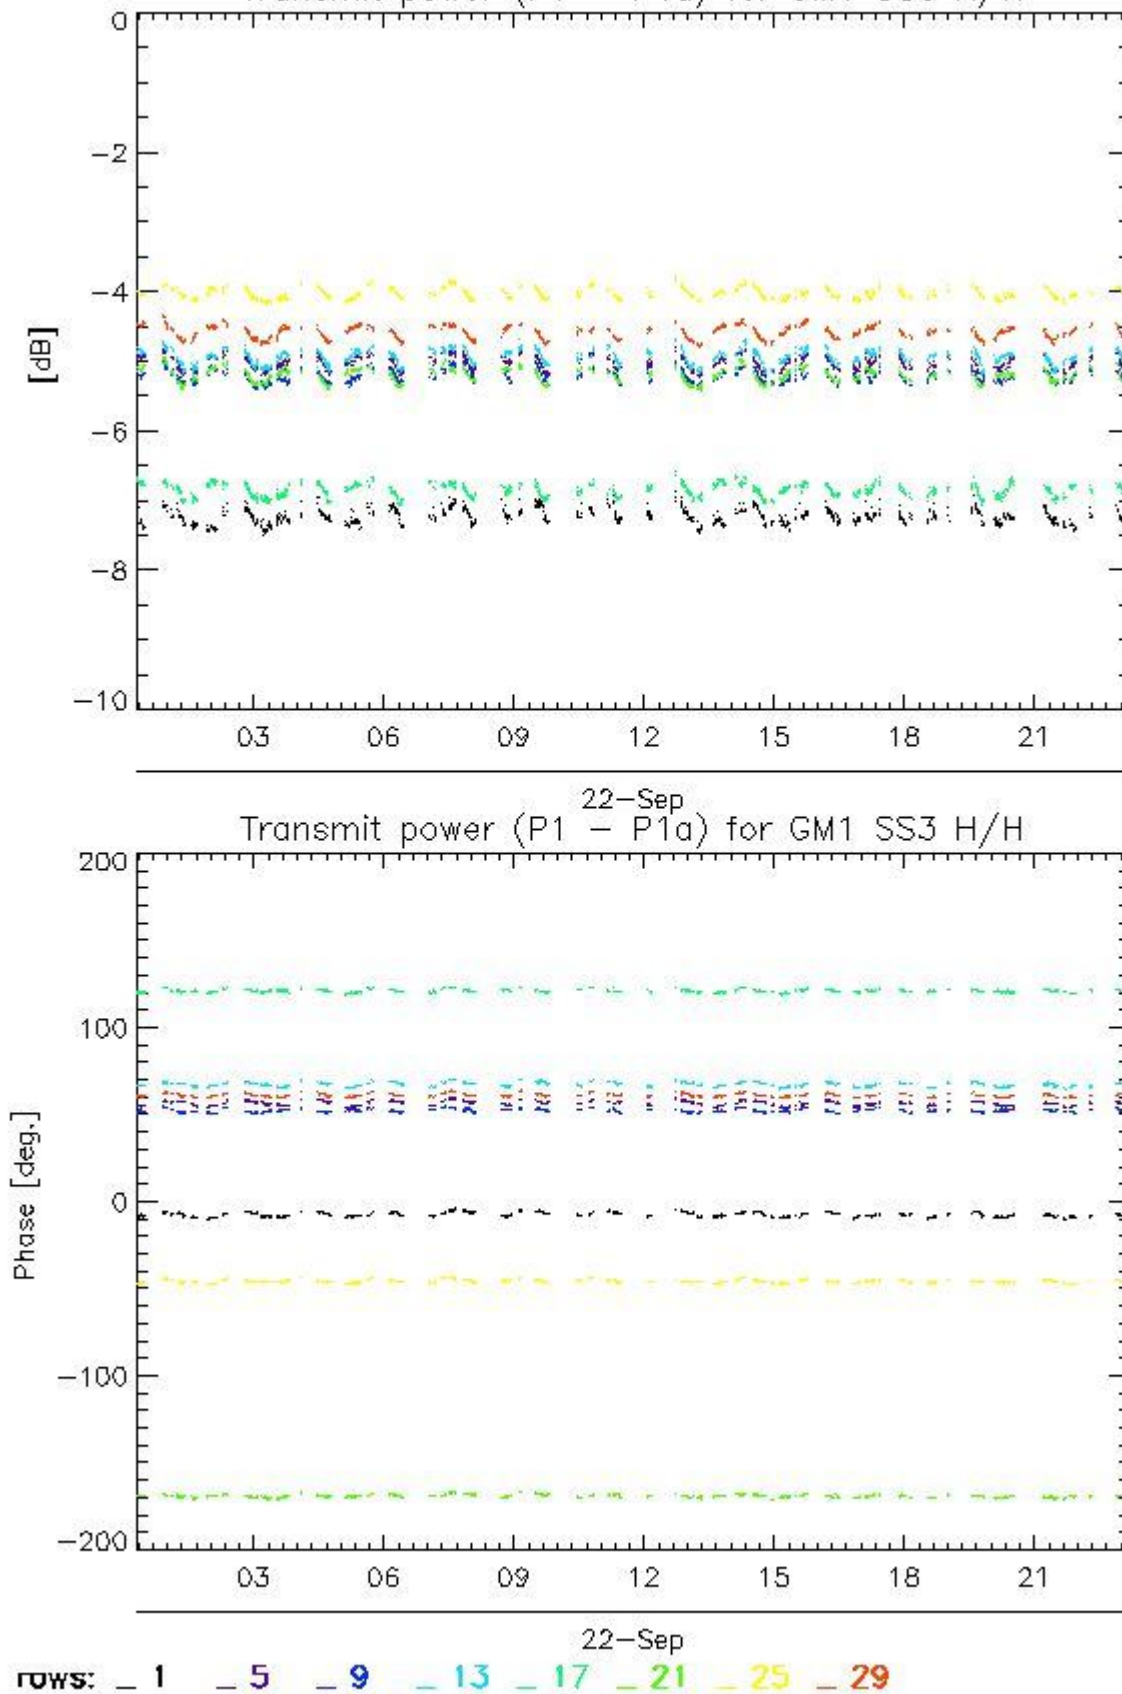 0
−2
−4
[dB]
−6
−8
−10
03 06 09 12 15 18 21
22−Sep
Transmit power (P1 − P1a) for GM1 SS3 H/H
200
100
0
Phase [deg.]
−100
−200
03 06 09 12 15 18 21
22−Sep
rows: _ 1 _ 5 _ 9 _ 13 _ 17 _ 21 _ 25 _ 29